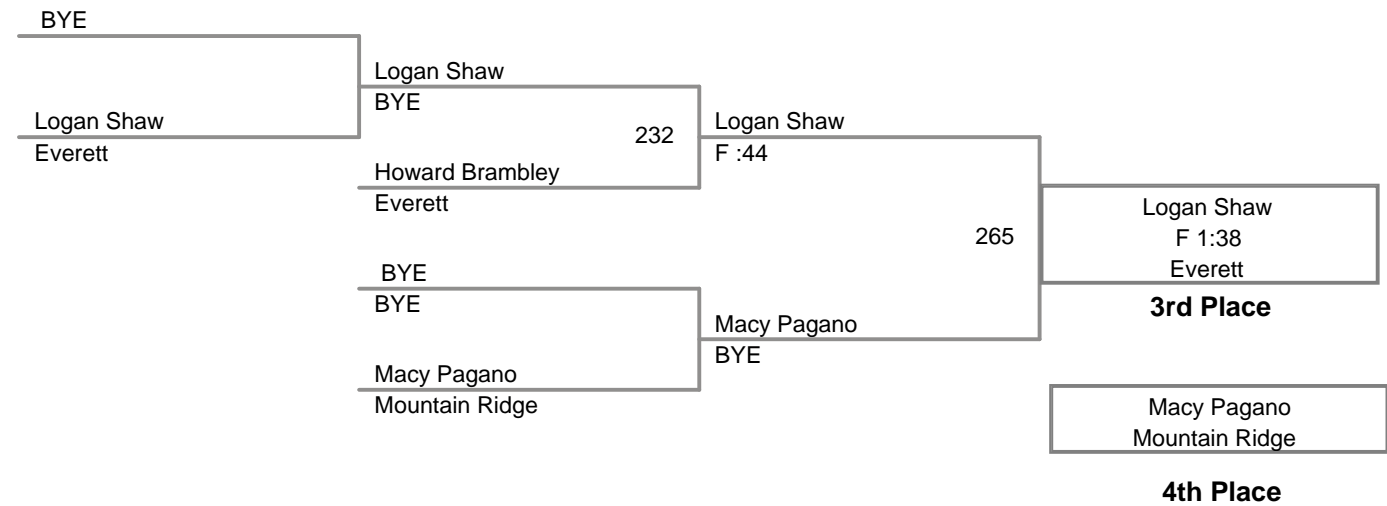 BYE
Logan Shaw
Everett
Logan Shaw
BYE
232
Howard Brambley
Everett
BYE
BYE
Macy Pagano
Mountain Ridge
Logan Shaw
F :44
265
Macy Pagano
BYE
Logan Shaw
F 1:38
Everett
3rd Place
Macy Pagano
Mountain Ridge
4th Place